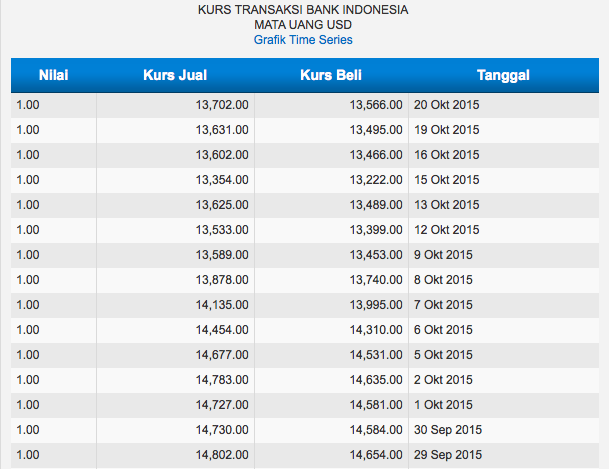 KURS TRANSAKSI BANK INDONESIA
MATA UANG USD
Grafik Time Series
Nilai Kurs Jual Kurs Beli Tanggal
1.00 13,702.00 13,566.00 20 Okt 2015
1.00 13,631.00 13,495.00 19 Okt 2015
1.00 13,602.00 13,466.00 16 Okt 2015
1.00 13,354.00 13,222.00 15 Okt 2015
1.00 13,625.00 13,489.00 13 Okt 2015
1.00 13,533.00 13,399.00 12 Okt 2015
1.00 13,589.00 13,453.00 9 Okt 2015
1.00 13,878.00 13,740.00 8 Okt 2015
1.00 14,135.00 13,995.00 7 Okt 2015
1.00 14,454.00 14,310.00 6 Okt 2015
1.00 14,677.00 14,531.00 5 Okt 2015
1.00 14,783.00 14,635.00 2 Okt 2015
1.00 14,727.00 14,581.00 1 Okt 2015
1.00 14,730.00 14,584.00 30 Sep 2015
1.00 14,802.00 14,654.00 29 Sep 2015